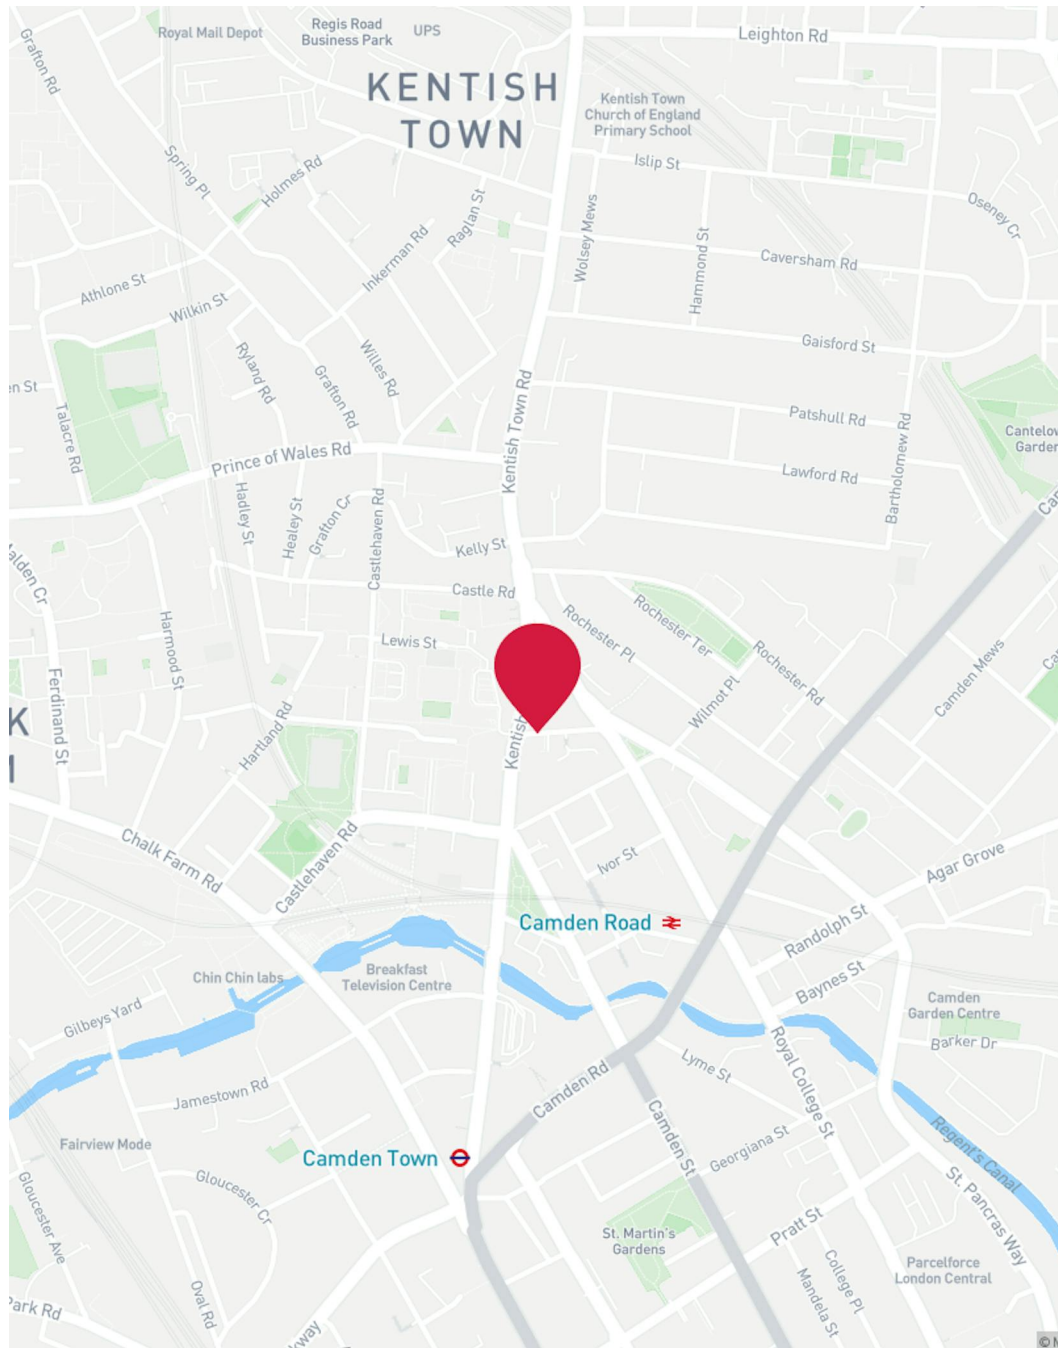 Grafton Rd
Royal Mail Depot
Regis Road
Business Park
UPS
Leighton Rd
KENTISH
TOWN
Kentish Town
Church of England
Primary School
Islip St
Spring Pl
Holmes Rd
Raglan St
Wolsey Mews
Oseney Cr
Inkerman Rd
Hammond St
Caversham Rd
Athlone St
Wilkin St
Gaisford St
Ryland Rd
Grafton Rd
Willes Rd
en St
Talacre Rd
Kentish Town Rd
Patshull Rd
Bartholomew Rd
Cantelow
Garden
Prince of Wales Rd
Lawford Rd
Hadley St
Healey St
Grafton Cr
Castlehaven Rd
Kelly St
Castle Rd
Harmood St
Rochester Pl
Rochester Ter
Rochester Rd
Lewis St
Camden Mews
Ferdinand St
Wilmot Pl
K
Hartland Rd
Kentish
Chalk Farm Rd
Castlehaven Rd
Ivor St
Agar Grove
Camden Road
Randolph St
Chin Chin labs
Breakfast
Television Centre
Baynes St
Camden
Garden Centre
Gilbeys Yard
Barker Dr
Jamestown Rd
Camden Rd
Lyme St
Royal College St
Fairview Mode
Camden Town
Camden St
Georgiana St
Regent's Canal
Gloucester Ave
Gloucester Cr
St. Pancras Way
St. Martin's
Gardens
Pratt St
Parcelforce
London Central
Oval Rd
College Pl
Mandela St
Park Rd
kway
©